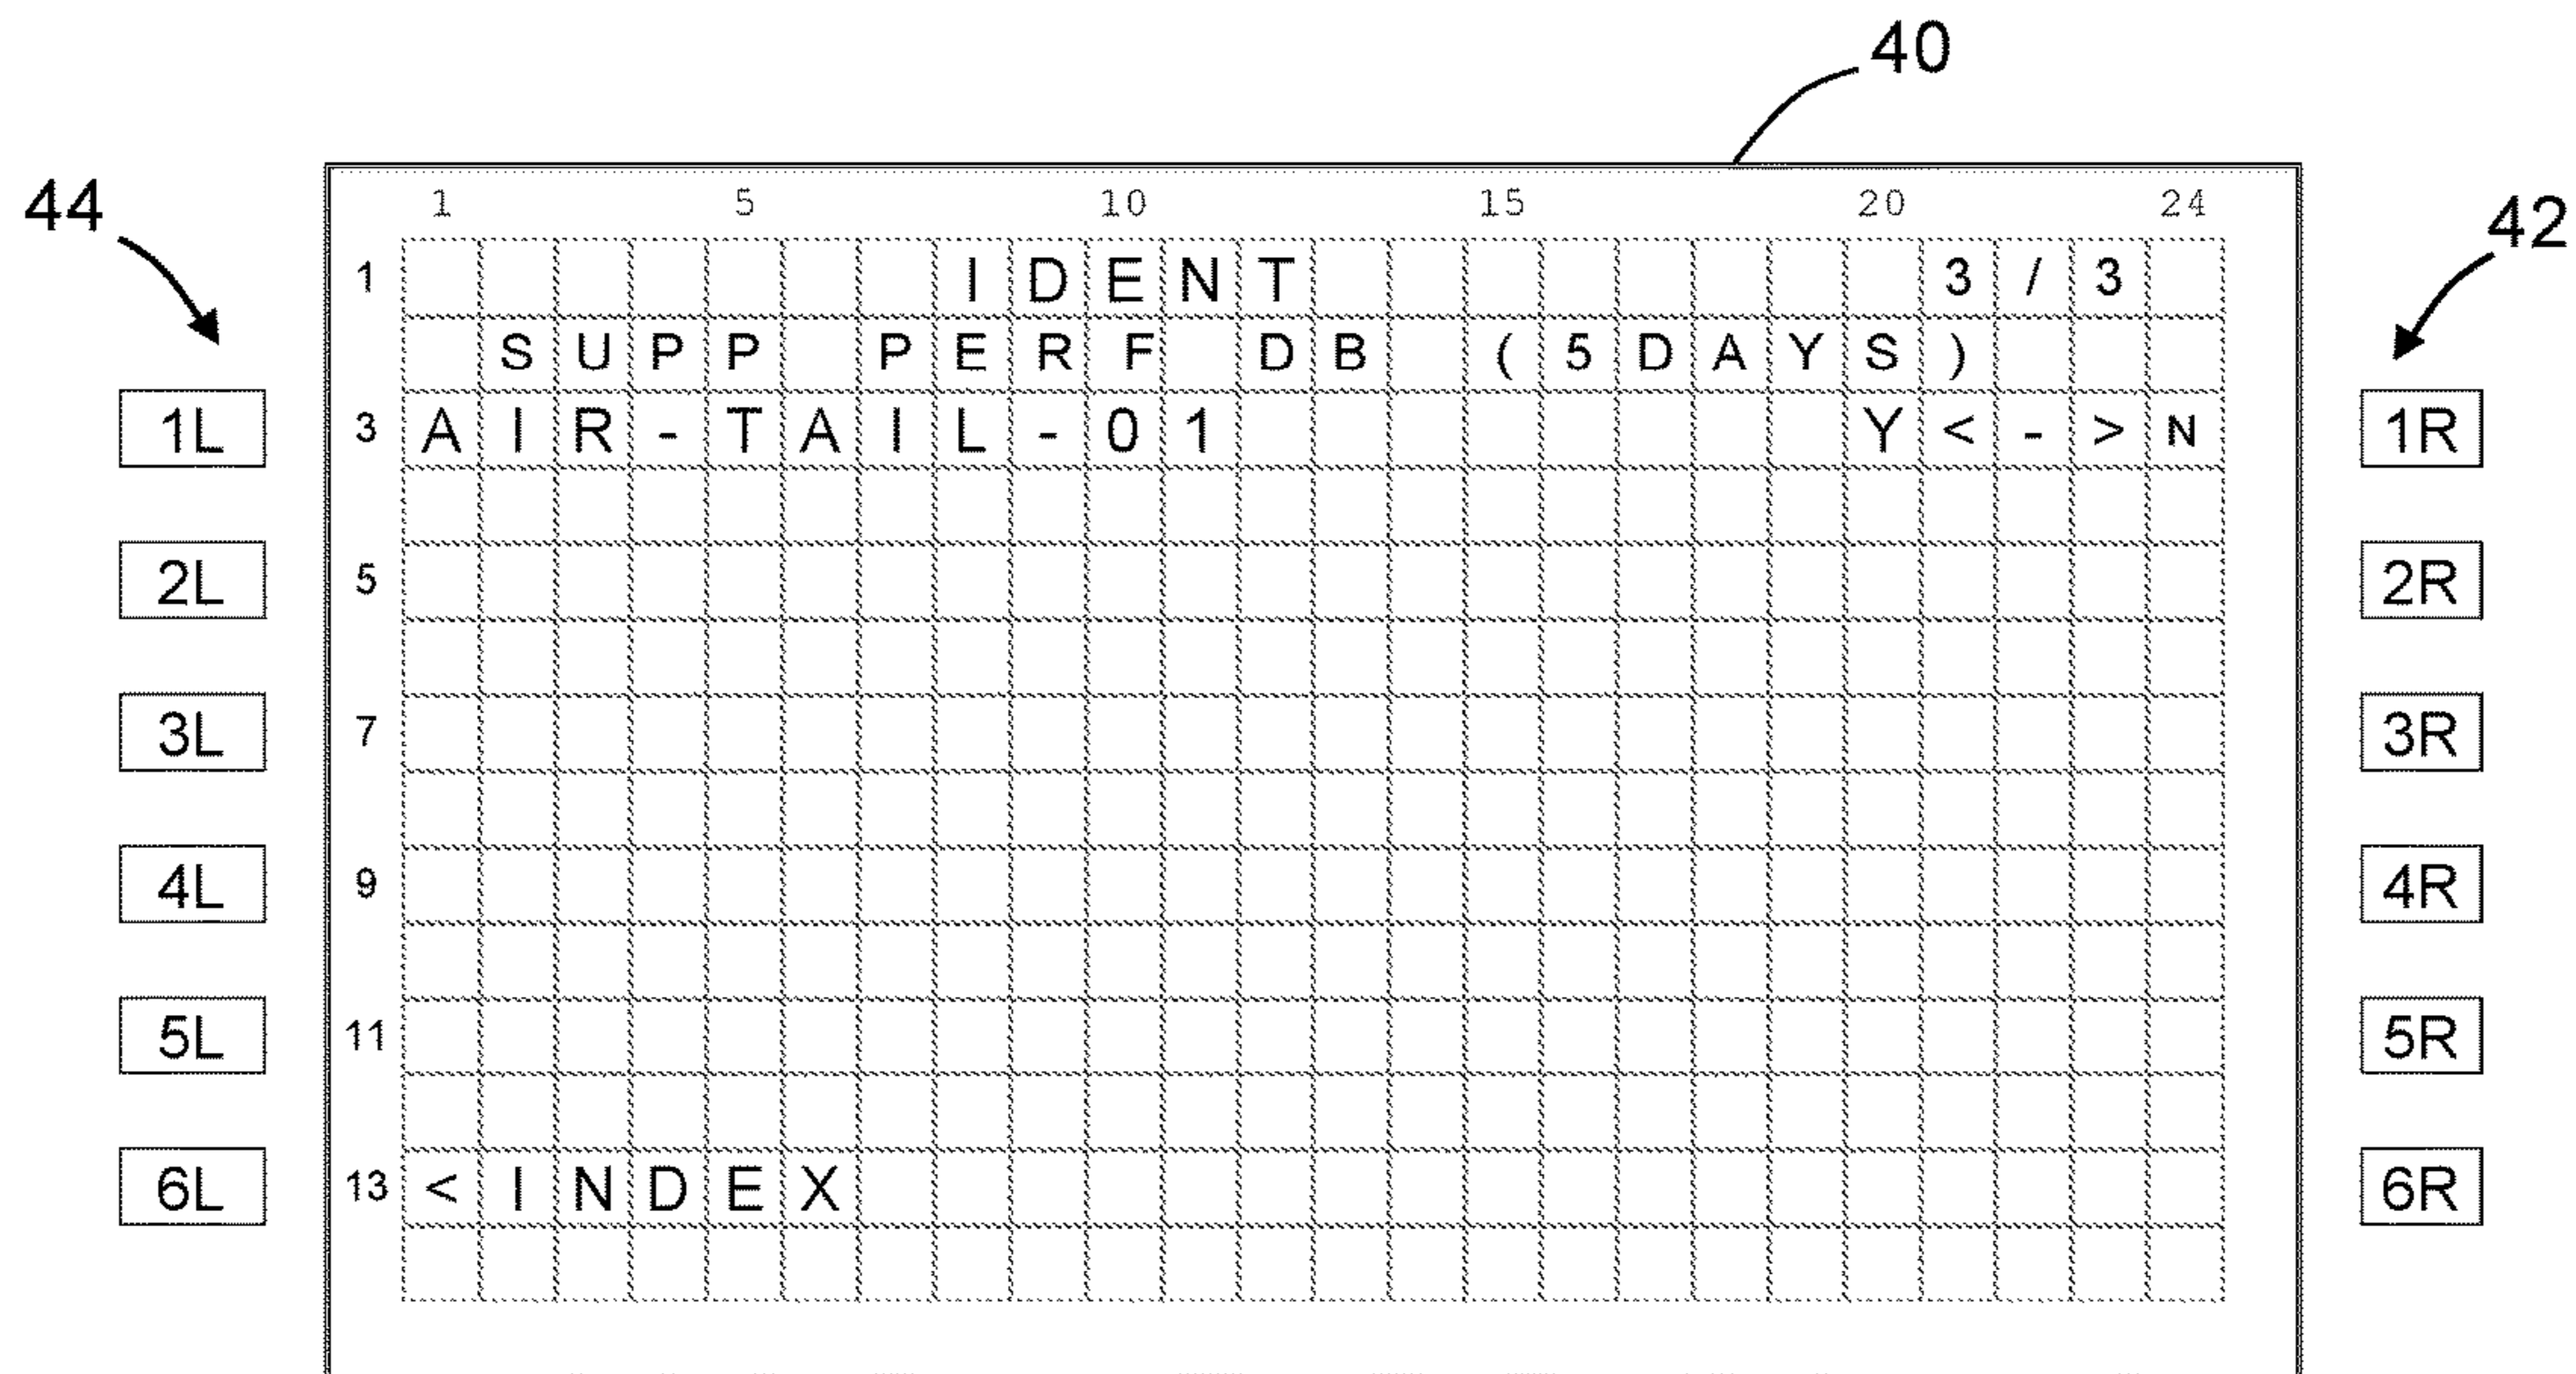 40
44
42
1 5 10 15 20 24
1 IDENT 3/3
SUPP PERF DB (5DAYS)
1L 3 AIR-TAIL-01 Y<->N 1R
2L 5 2R
3L 7 3R
4L 9 4R
5L 11 5R
6L 13 <INDEX 6R